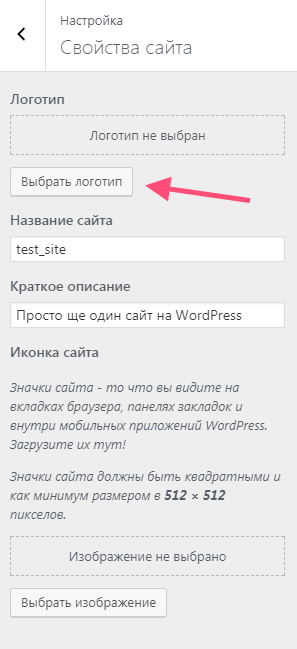 Настройка
Свойства сайта
Логотип
Логотип не выбран
Выбрать логотип
Название сайта
test_site
Краткое описание
Просто ще один сайт на WordPress
Иконка сайта
Значки сайта - то что вы видите на
вкладках браузера, панелях закладок и
внутри мобильных приложений WordPress.
Загрузите их тут!
Значки сайта должны быть квадратными и
как минимум размером в 512 × 512
пикселов.
Изображение не выбрано
Выбрать изображение